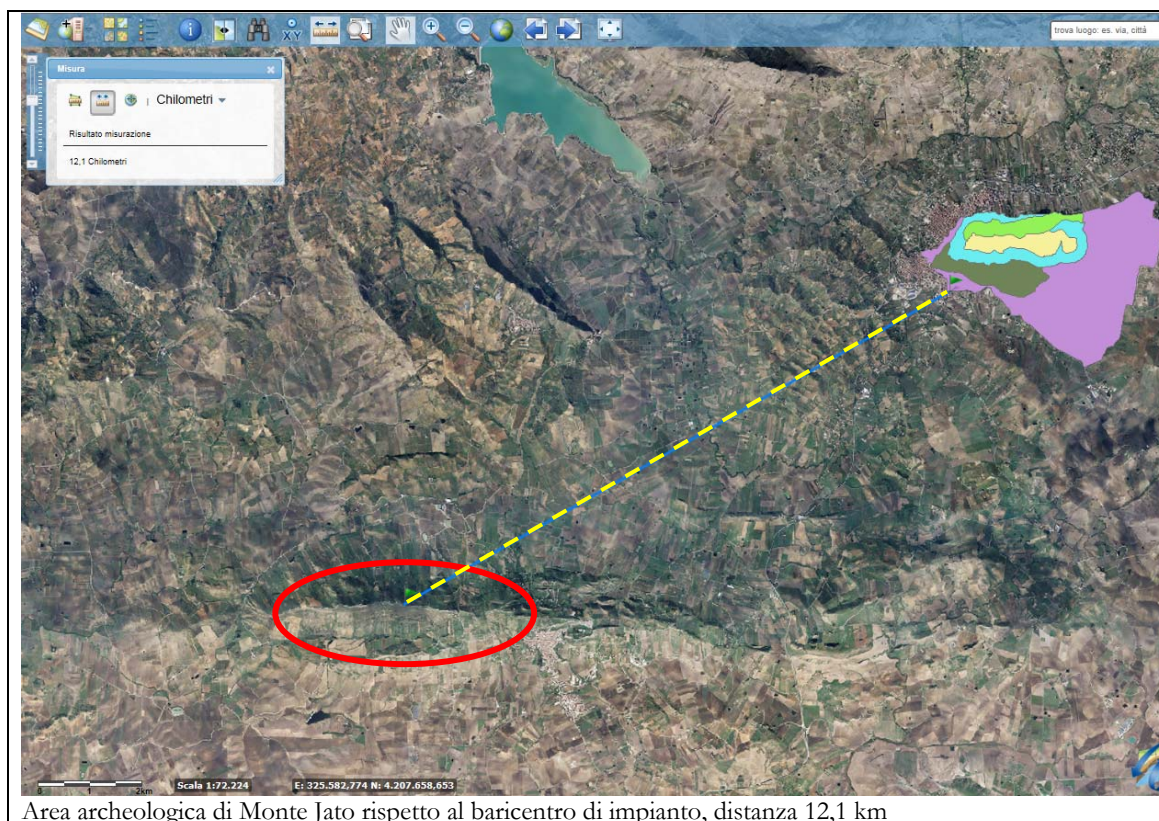 trova luogo: es. via, città
Misura
Chilometri
Risultato misurazione
12,1 Chilometri
0 1 2km
Scala 1:72.224
E: 325.582,774 N: 4.207.658,653
Area archeologica di Monte Jato rispetto al baricentro di impianto, distanza 12,1 km